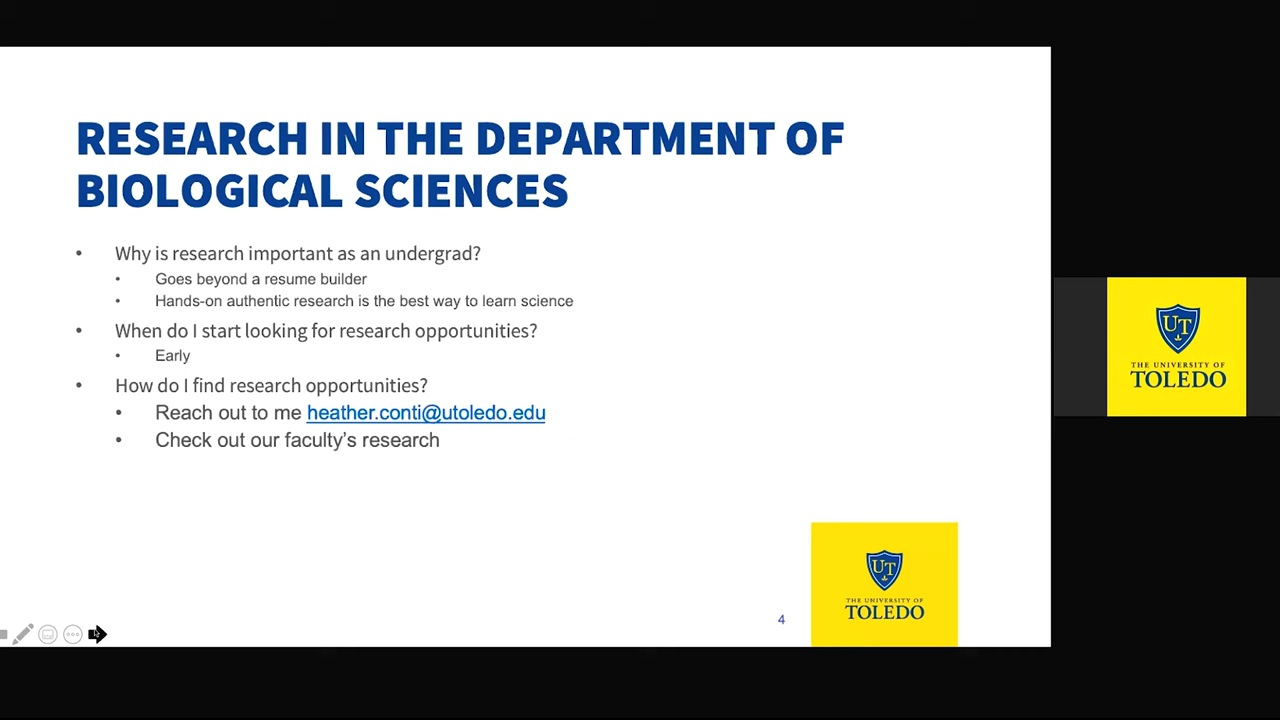 RESEARCH IN THE DEPARTMENT OF
BIOLOGICAL SCIENCES
• Why is research important as an undergrad?
• Goes beyond a resume builder
• Hands-on authentic research is the best way to learn science
• When do I start looking for research opportunities?
• Early
• How do I find research opportunities?
• Reach out to me heather.conti@utoledo.edu
• Check out our faculty’s research
UT
THE UNIVERSITY OF
TOLEDO
4
UT
THE UNIVERSITY OF
TOLEDO